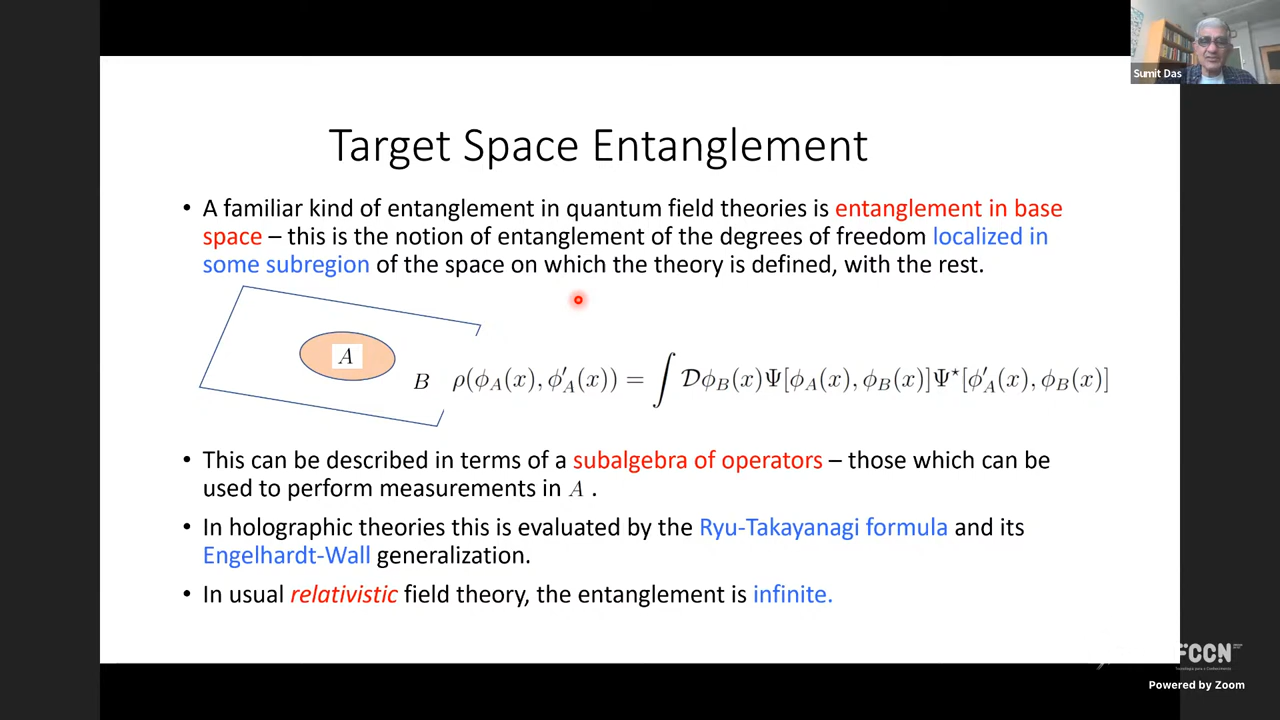 Sumit Das
Target Space Entanglement
• A familiar kind of entanglement in quantum field theories is entanglement in base
space – this is the notion of entanglement of the degrees of freedom localized in
some subregion of the space on which the theory is defined, with the rest.
A
B
ρ(ϕ_A(x), ϕ'_A(x)) = ∫ 𝒟ϕ_B(x)Ψ[ϕ_A(x), ϕ_B(x)]Ψ*[ϕ'_A(x), ϕ_B(x)]
• This can be described in terms of a subalgebra of operators – those which can be
used to perform measurements in A .
• In holographic theories this is evaluated by the Ryu-Takayanagi formula and its
Engelhardt-Wall generalization.
• In usual relativistic field theory, the entanglement is infinite.
FCCN
Powered by Zoom